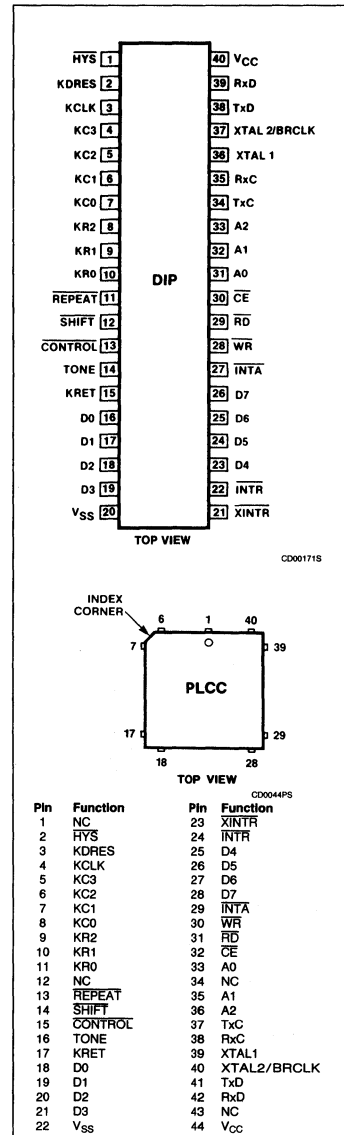 HYS 1 40 VCC
KDRES 2 39 RxD
KCLK 3 38 TxD
KC3 4 37 XTAL 2/BRCLK
KC2 5 36 XTAL 1
KC1 6 35 RxC
KC0 7 34 TxC
KR2 8 33 A2
KR1 9 32 A1
KR0 10 31 A0
DIP
REPEAT 11 30 CE
SHIFT 12 29 RD
CONTROL 13 28 WR
TONE 14 27 INTA
KRET 15 26 D7
D0 16 25 D6
D1 17 24 D5
D2 18 23 D4
D3 19 22 INTR
VSS 20 21 XINTR
TOP VIEW
CD00171S
INDEX
CORNER
6 1 40
7 39
PLCC
17 29
18 28
TOP VIEW
CD0044PS
Pin Function Pin Function
1 NC 23 XINTR
2 HYS 24 INTR
3 KDRES 25 D4
4 KCLK 26 D5
5 KC3 27 D6
6 KC2 28 D7
7 KC1 29 INTA
8 KC0 30 WR
9 KR2 31 RD
10 KR1 32 CE
11 KR0 33 A0
12 NC 34 NC
13 REPEAT 35 A1
14 SHIFT 36 A2
15 CONTROL 37 TxC
16 TONE 38 RxC
17 KRET 39 XTAL1
18 D0 40 XTAL2/BRCLK
19 D1 41 TxD
20 D2 42 RxD
21 D3 43 NC
22 VSS 44 VCC